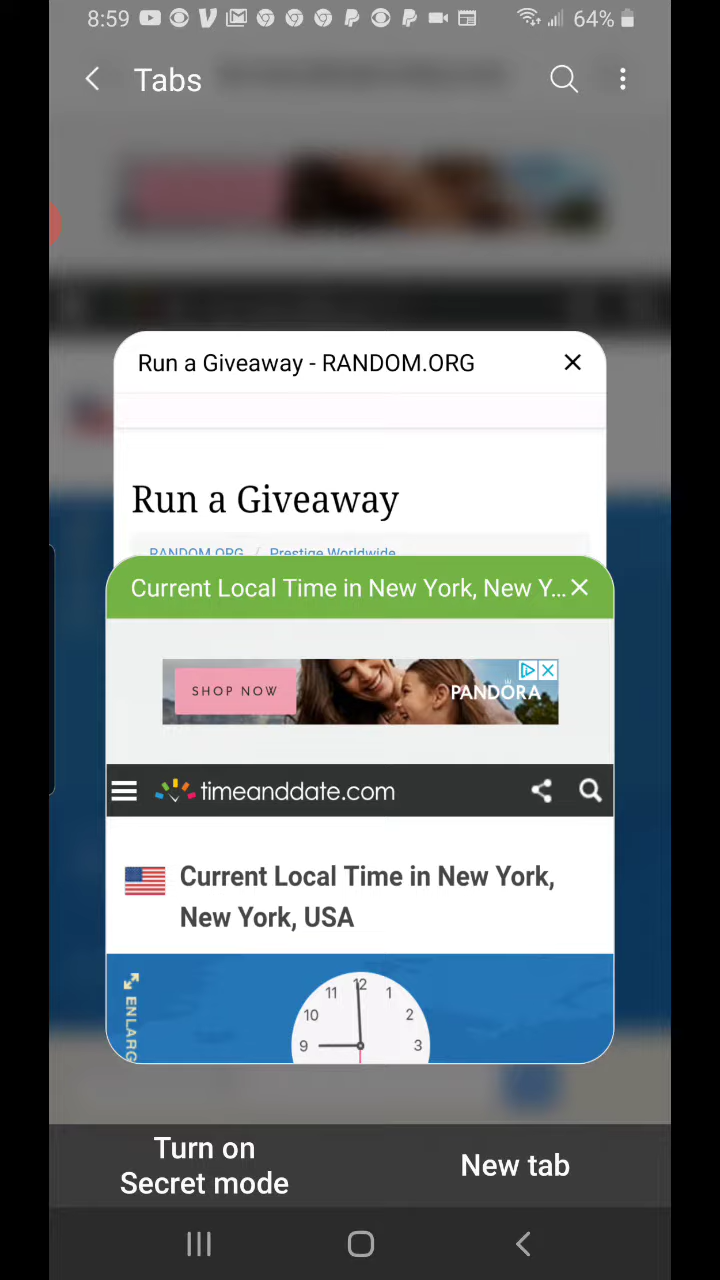 8:59
64%
Tabs
Run a Giveaway - RANDOM.ORG
Run a Giveaway
RANDOM.ORG / Prestige Worldwide
Current Local Time in New York, New Y...
SHOP NOW
PANDORA
timeanddate.com
Current Local Time in New York,
New York, USA
ENLARG
12
11 1
10 2
9 3
Turn on
Secret mode
New tab